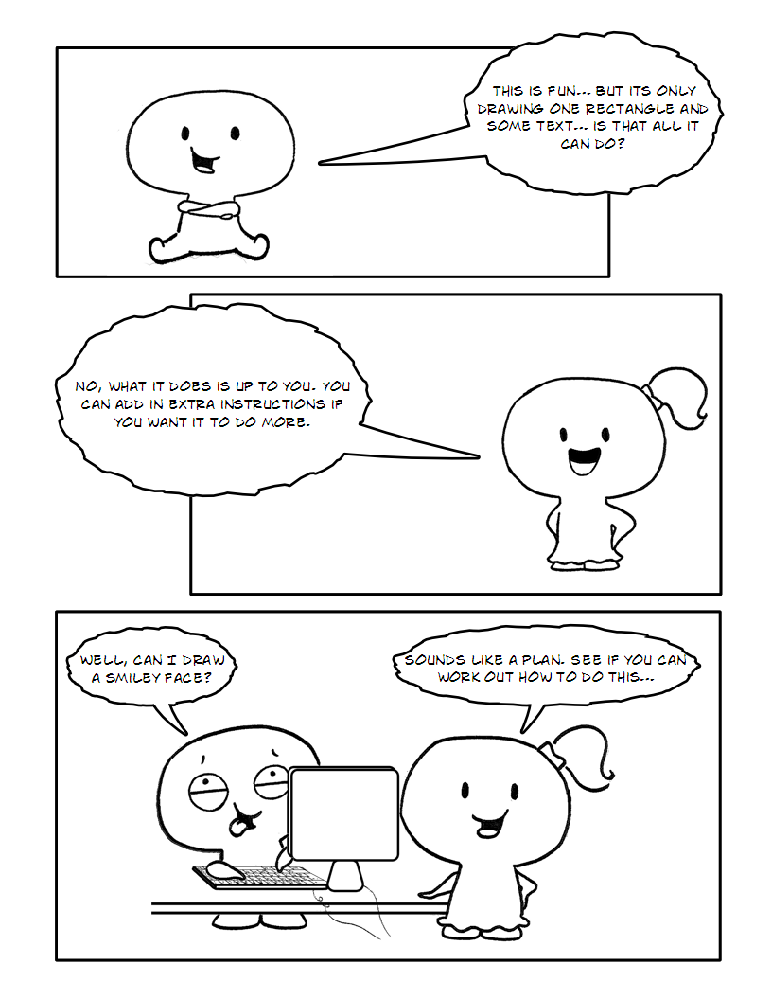 THIS IS FUN... BUT ITS ONLY
DRAWING ONE RECTANGLE AND
SOME TEXT... IS THAT ALL IT
CAN DO?
NO, WHAT IT DOES IS UP TO YOU. YOU
CAN ADD IN EXTRA INSTRUCTIONS IF
YOU WANT IT TO DO MORE.
WELL, CAN I DRAW
A SMILEY FACE?
SOUNDS LIKE A PLAN. SEE IF YOU CAN
WORK OUT HOW TO DO THIS...